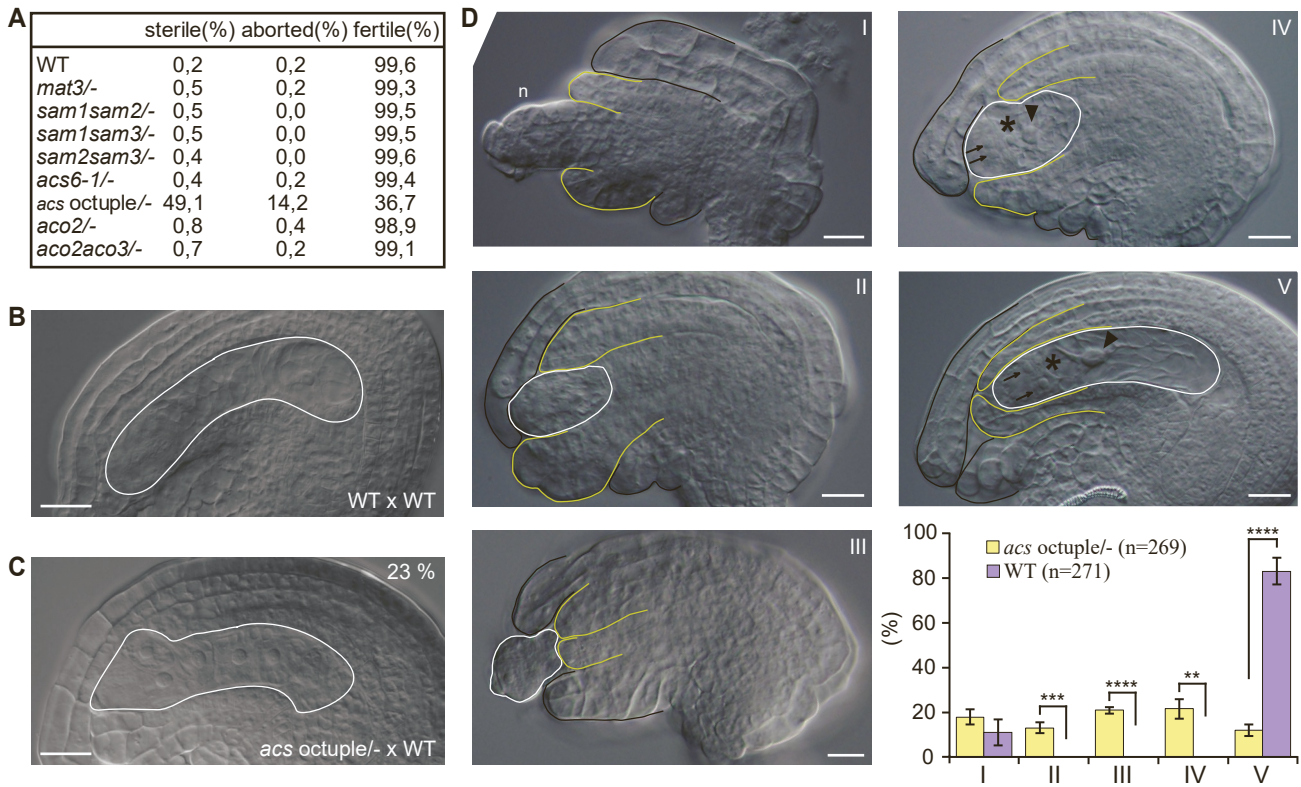 A
sterile(%) aborted(%) fertile(%)
WT 0,2 0,2 99,6
mat3/- 0,5 0,2 99,3
sam1sam2/- 0,5 0,0 99,5
sam1sam3/- 0,5 0,0 99,5
sam2sam3/- 0,4 0,0 99,6
acs6-1/- 0,4 0,2 99,4
acs octuple/- 49,1 14,2 36,7
aco2/- 0,8 0,4 98,9
aco2aco3/- 0,7 0,2 99,1
B
WT x WT
C
23 %
acs octuple/- x WT
D
I
n
II
III
IV
*
V
*
100
80
60
40
20
0
(%)
acs octuple/- (n=269)
WT (n=271)
***
****
**
****
I II III IV V